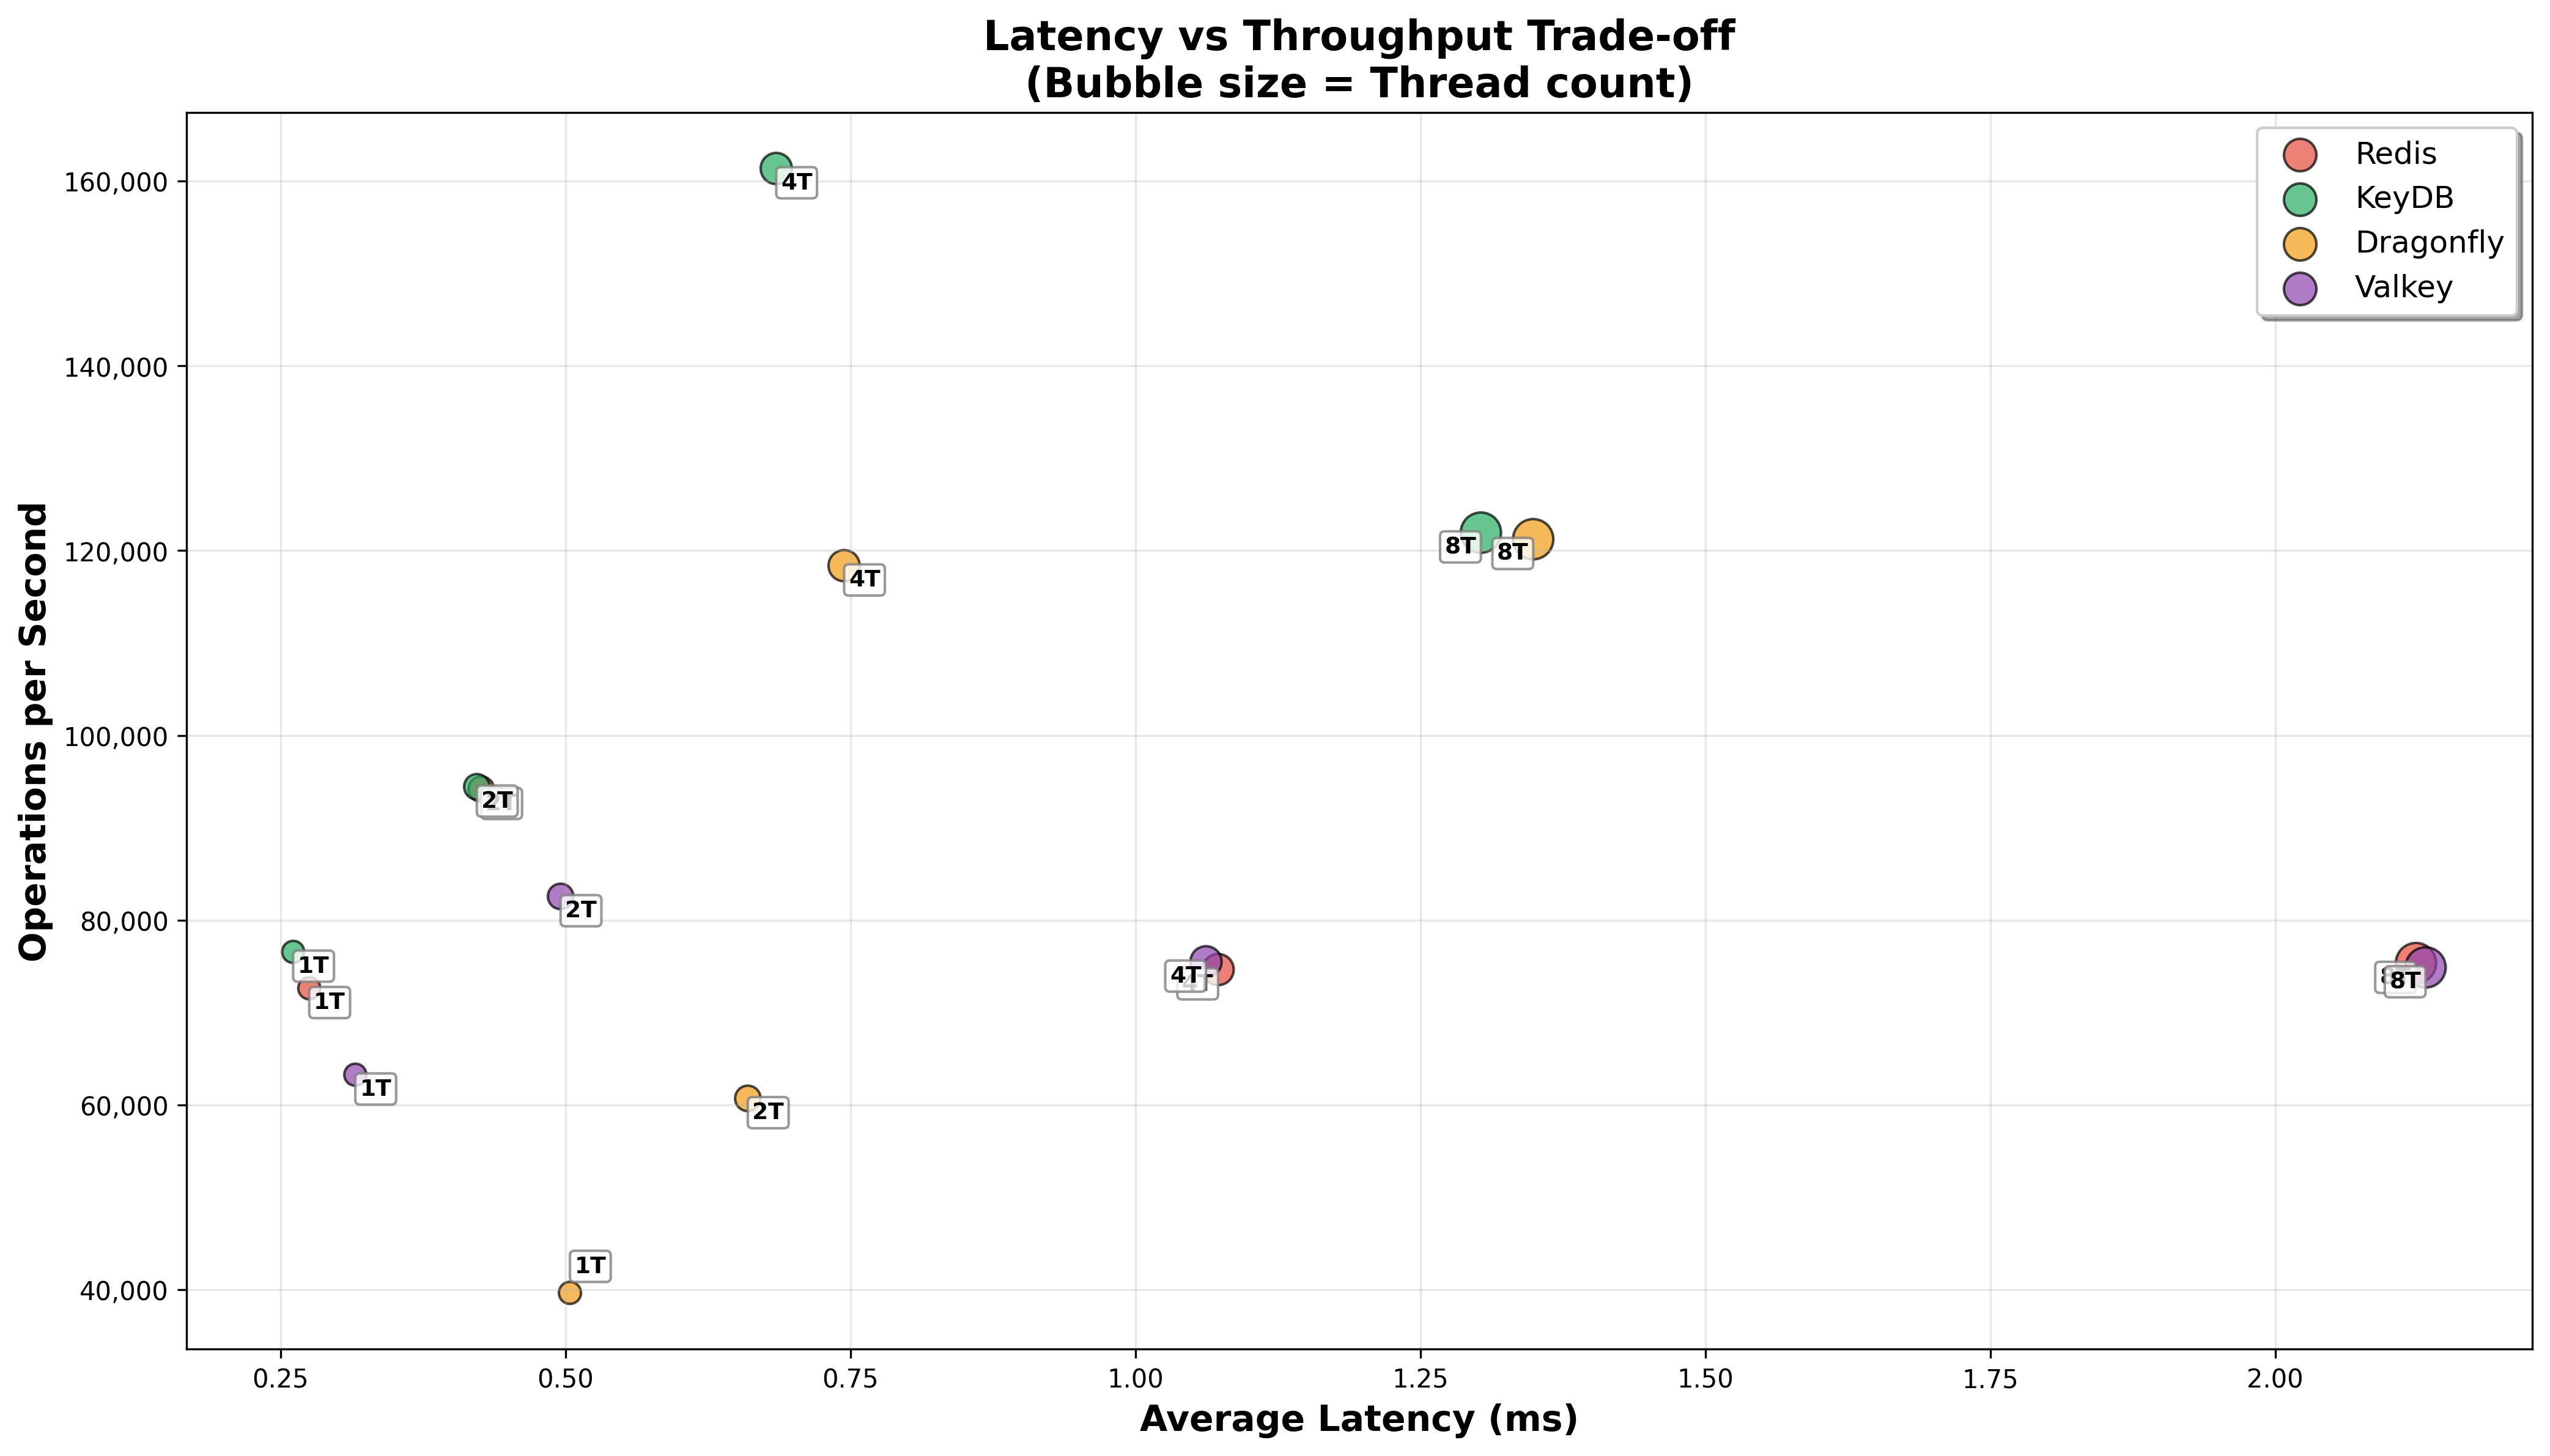 Latency vs Throughput Trade-off
(Bubble size = Thread count)
Redis
KeyDB
Dragonfly
Valkey
Operations per Second
160,000
140,000
120,000
100,000
80,000
60,000
40,000
4T
8T
8T
4T
2T
2T
1T
1T
4T
8T
1T
2T
1T
0.25
0.50
0.75
1.00
1.25
1.50
1.75
2.00
Average Latency (ms)